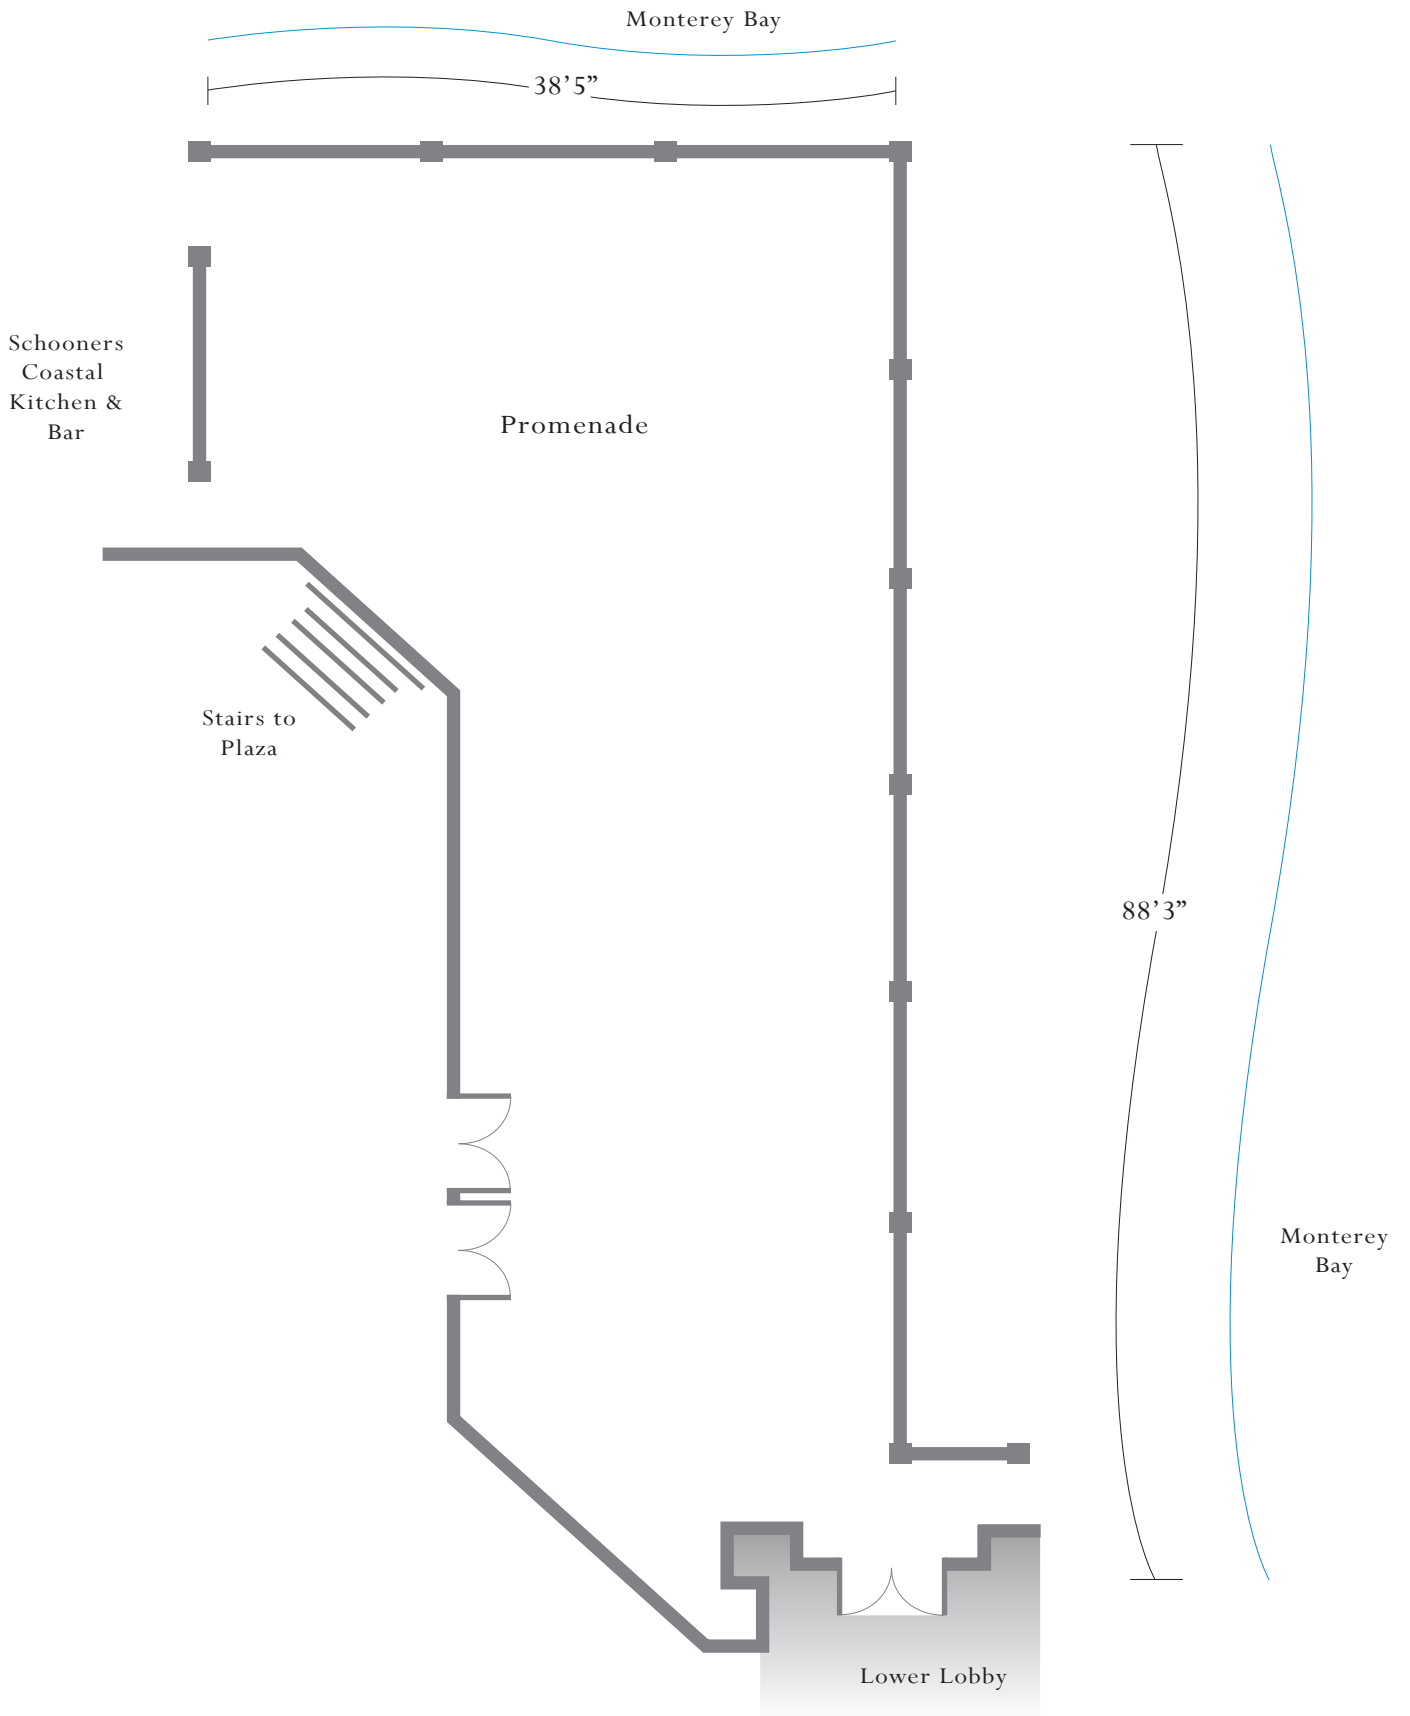 Monterey Bay
38’5”
Schooners
Coastal
Kitchen &
Bar
Promenade
Stairs to
Plaza
88’3”
Monterey
Bay
Lower Lobby